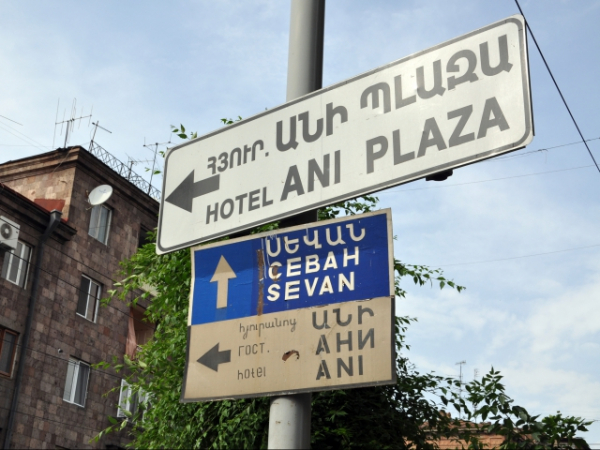 ՀՅՈՒՐ. ԱՆԻ ՊԼԱԶԱ
HOTEL ANI PLAZA
ՍԵՎԱՆ
СЕВАН
SEVAN
հյուրանոց ԱՆԻ
ГОСТ. АНИ
hotel ANI